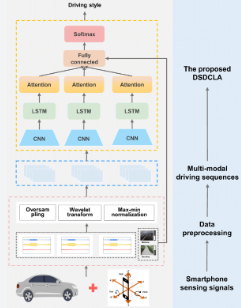 Driving style
Softmax
Fully
connected
Attention
Attention
Attention
LSTM
LSTM
LSTM
CNN
CNN
CNN
Oversam
pling
Wavelet
transform
Max-min
normalization
The proposed
DSDCLA
Multi-modal
driving sequences
Data
preprocessing
Smartphone
sensing signals